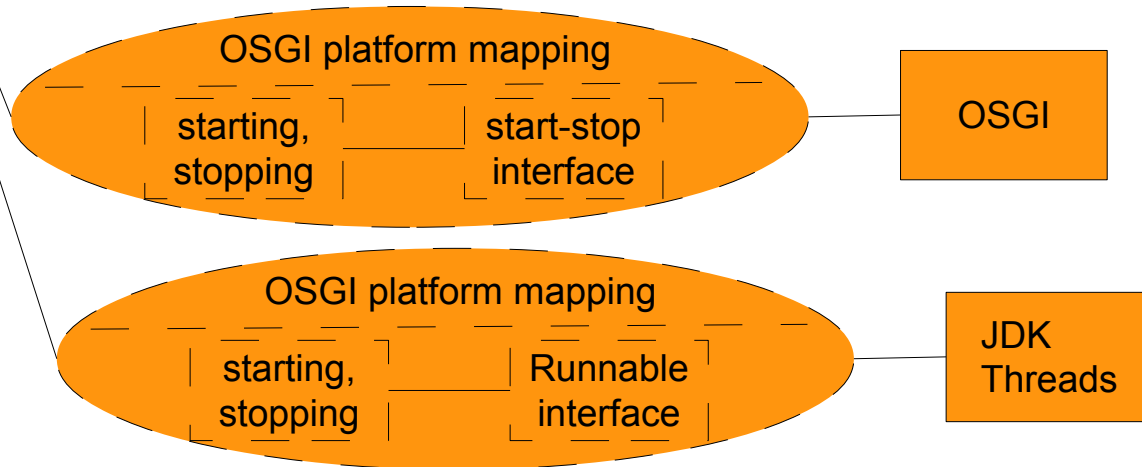 OSGI platform mapping
starting,
stopping
start-stop
interface
OSGI
OSGI platform mapping
starting,
stopping
Runnable
interface
JDK
Threads